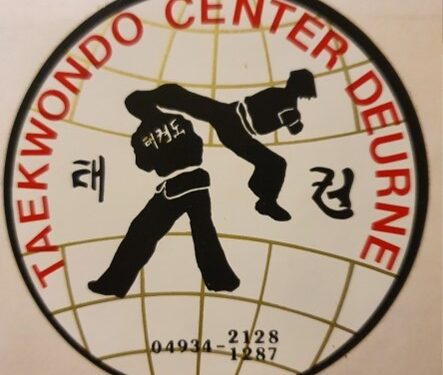 TAEKWONDO CENTER DEURNE
태권도
태 권
04934-2128
1287